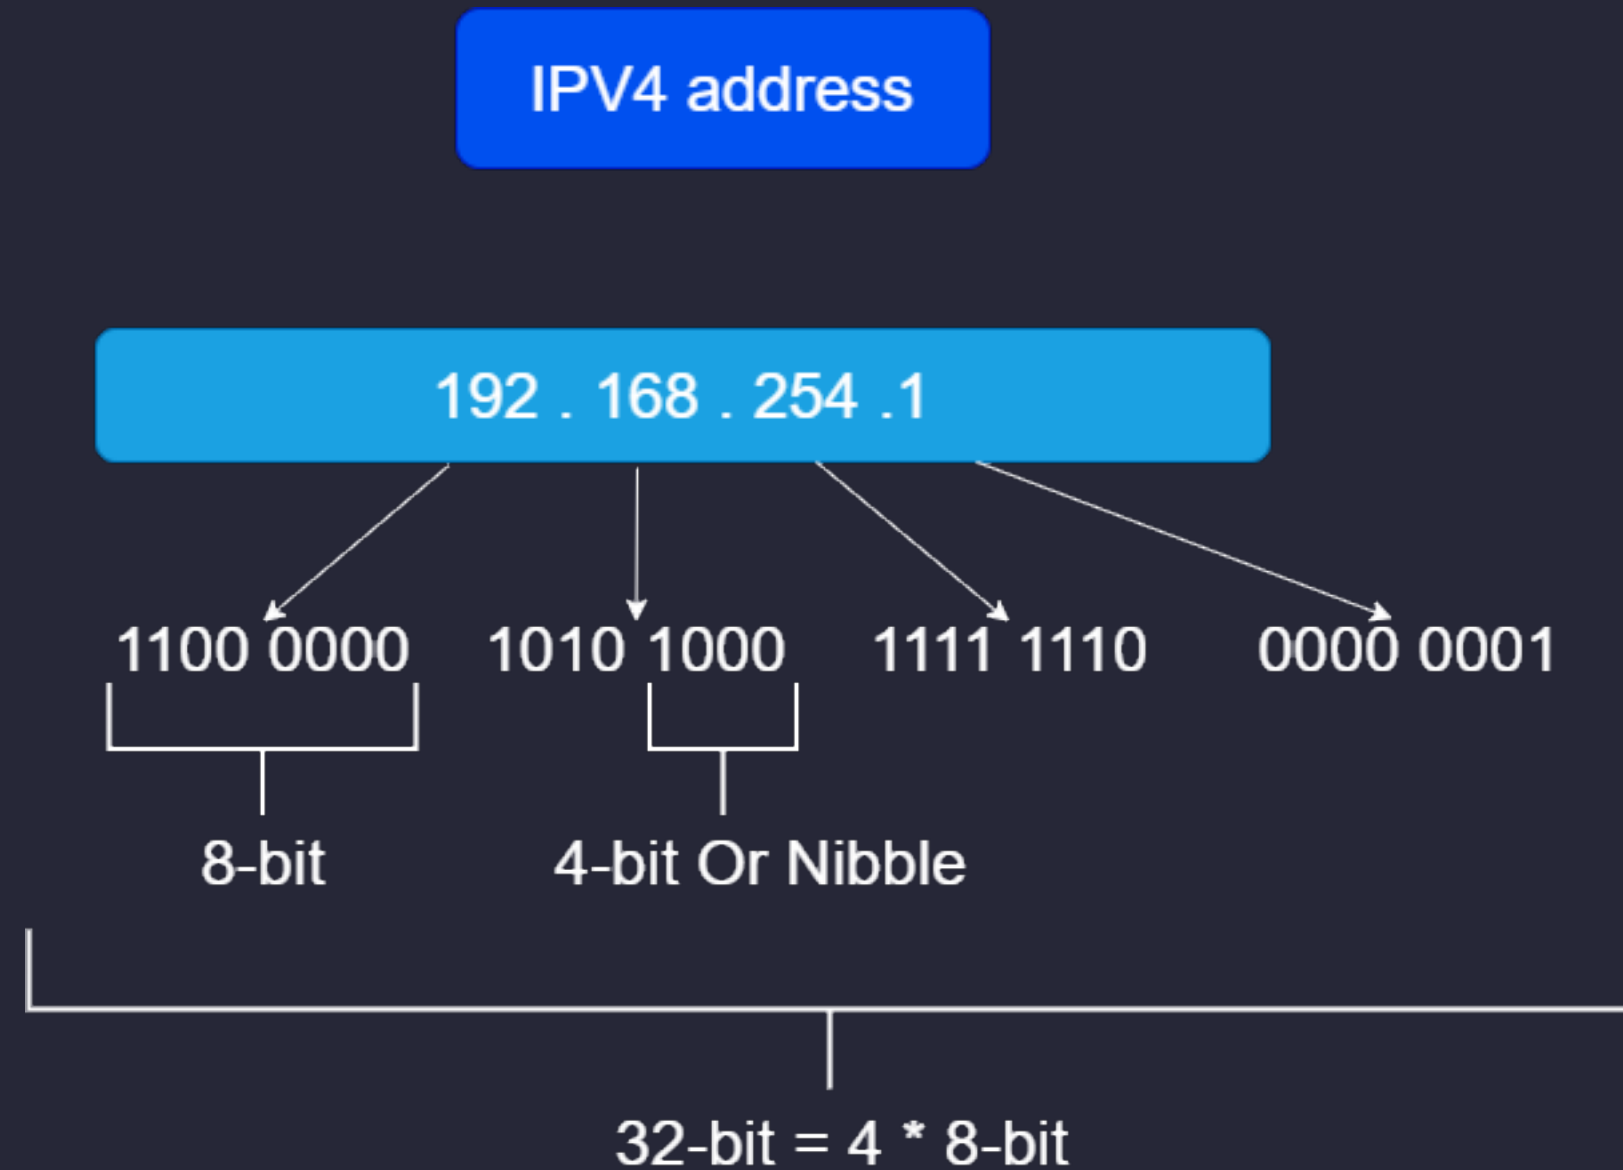 IPV4 address
192 . 168 . 254 .1
1100 0000 1010 1000 1111 1110 0000 0001
8-bit 4-bit Or Nibble
32-bit = 4 * 8-bit